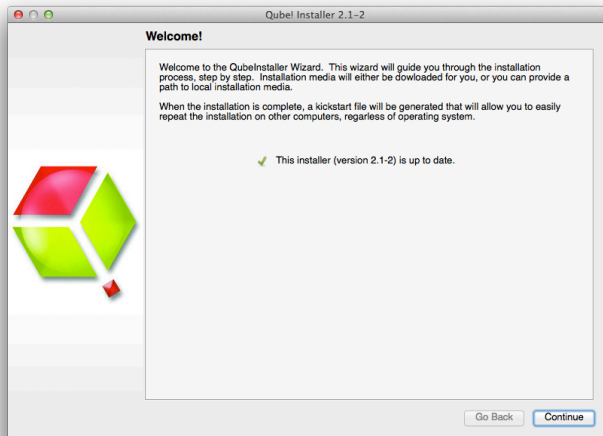 Qube! Installer 2.1-2
Welcome!
Welcome to the QubeInstaller Wizard. This wizard will guide you through the installation
process, step by step. Installation media will either be dowloaded for you, or you can provide a
path to local installation media.
When the installation is complete, a kickstart file will be generated that will allow you to easily
repeat the installation on other computers, regarless of operating system.
This installer (version 2.1-2) is up to date.
Go Back
Continue